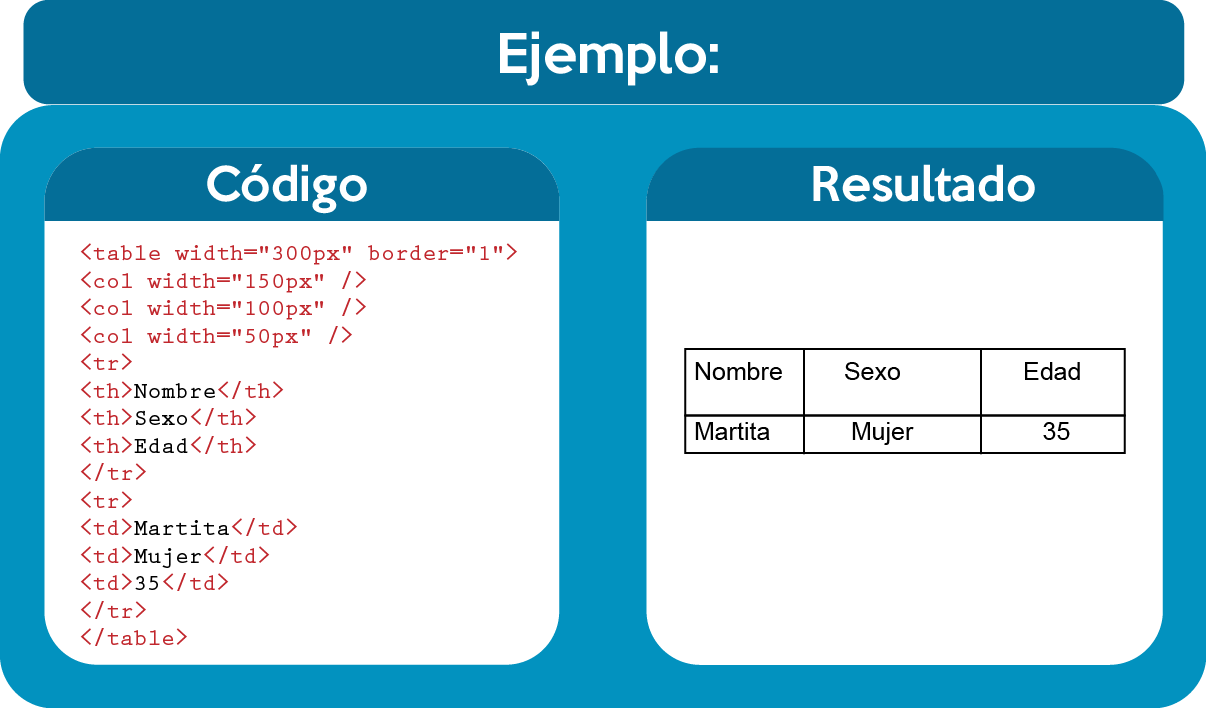 Ejemplo:
Código
<table width="300px" border="1">
<col width="150px" />
<col width="100px" />
<col width="50px" />
<tr>
<th>Nombre</th>
<th>Sexo</th>
<th>Edad</th>
</tr>
<tr>
<td>Martita</td>
<td>Mujer</td>
<td>35</td>
</tr>
</table>
Resultado
Nombre Sexo Edad
Martita Mujer 35